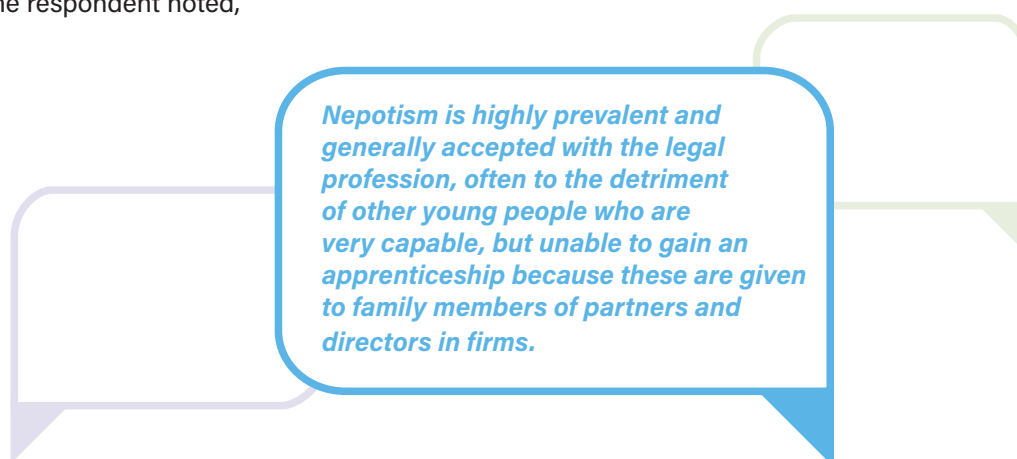 ne respondent noted,
Nepotism is highly prevalent and
generally accepted with the legal
profession, often to the detriment
of other young people who are
very capable, but unable to gain an
apprenticeship because these are given
to family members of partners and
directors in firms.